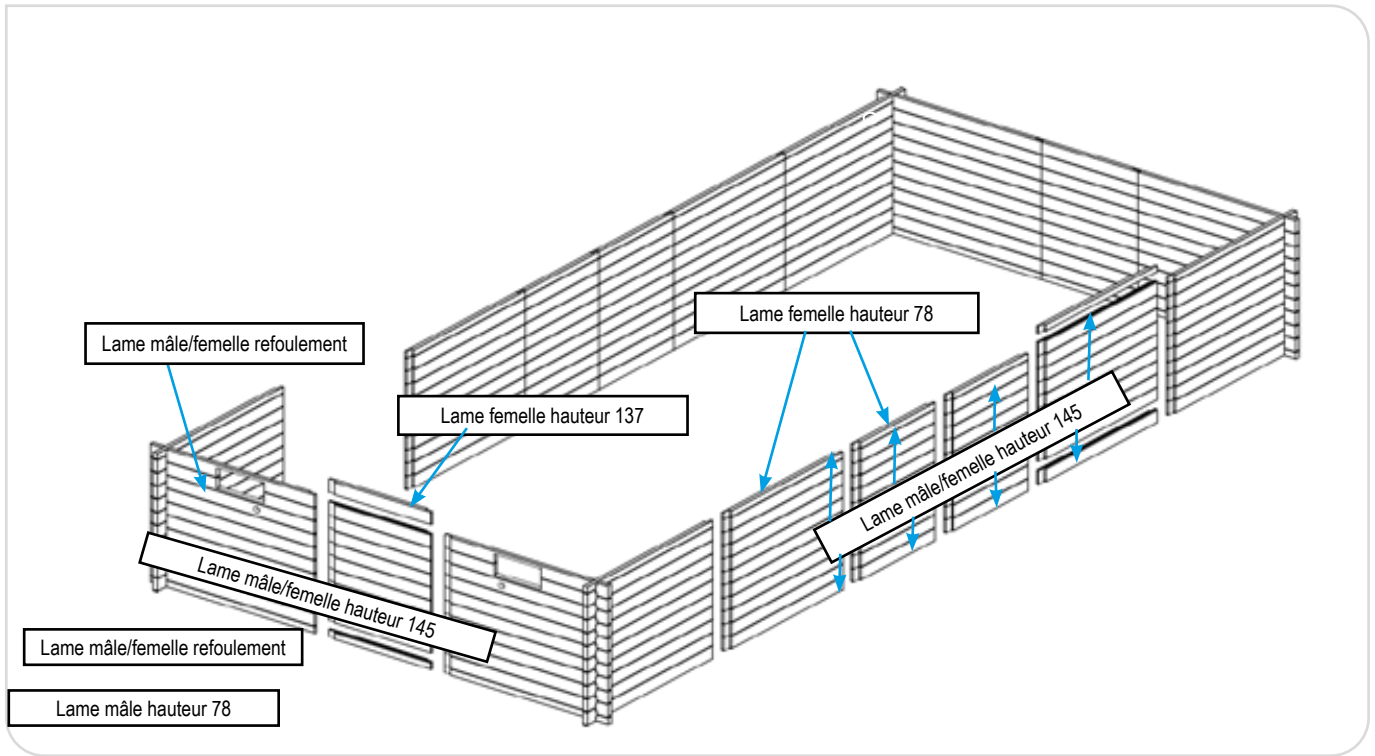 Lame femelle hauteur 78
Lame mâle/femelle refoulement
Lame femelle hauteur 137
Lame mâle/femelle hauteur 145
Lame mâle/femelle hauteur 145
Lame mâle/femelle refoulement
Lame mâle hauteur 78